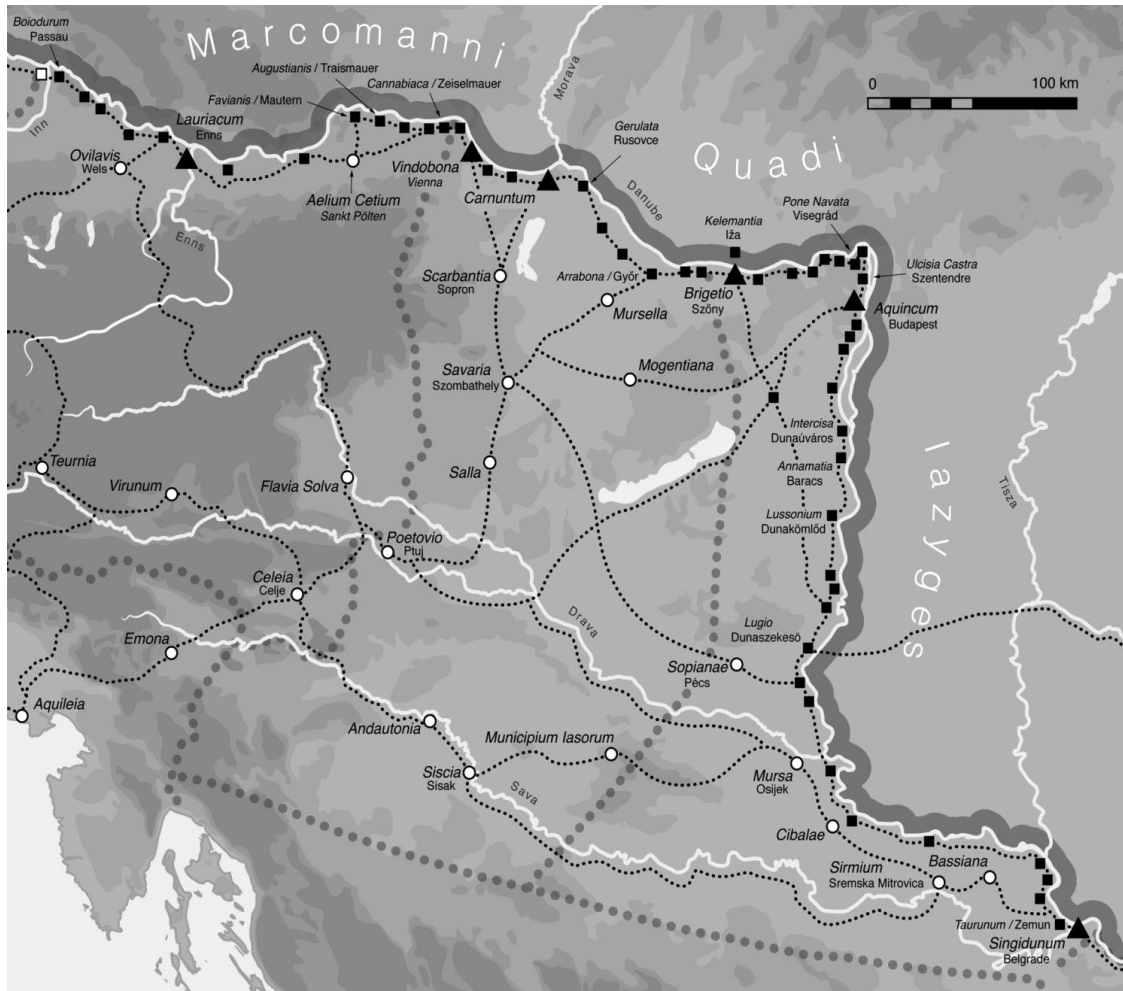 Boiodurum
Passau
Marcomanni
Augustianis / Traismauer
Cannabiaca / Zeiselmauer
Favianis / Mautern
Lauriacum
Enns
Inn
Ovilavis
Wels
Enns
Aelium Cetium
Sankt Pölten
Vindobona
Vienna
Carnuntum
Morava
Gerulata
Rusovce
Quadi
0
100 km
Danube
Kelemantia
Iža
Pone Navata
Visegrád
Ulcisia Castra
Szentendre
Scarbantia
Sopron
Arrabona / Győr
Mursella
Brigetio
Szőny
Aquincum
Budapest
Savaria
Szombathely
Mogentiana
Intercisa
Dunaúváros
Annamatia
Baracs
Iazyges
Tisza
Teurnia
Virunum
Flavia Solva
Salla
Lussonium
Dunakömlőd
Poetovio
Ptuj
Celeia
Celje
Drava
Lugio
Dunaszekeső
Emona
Sopianae
Pécs
Aquileia
Andautonia
Municipium Iasorum
Siscia
Sisak
Sava
Mursa
Osijek
Cibalae
Sirmium
Sremska Mitrovica
Bassiana
Taurunum / Zemun
Singidunum
Belgrade